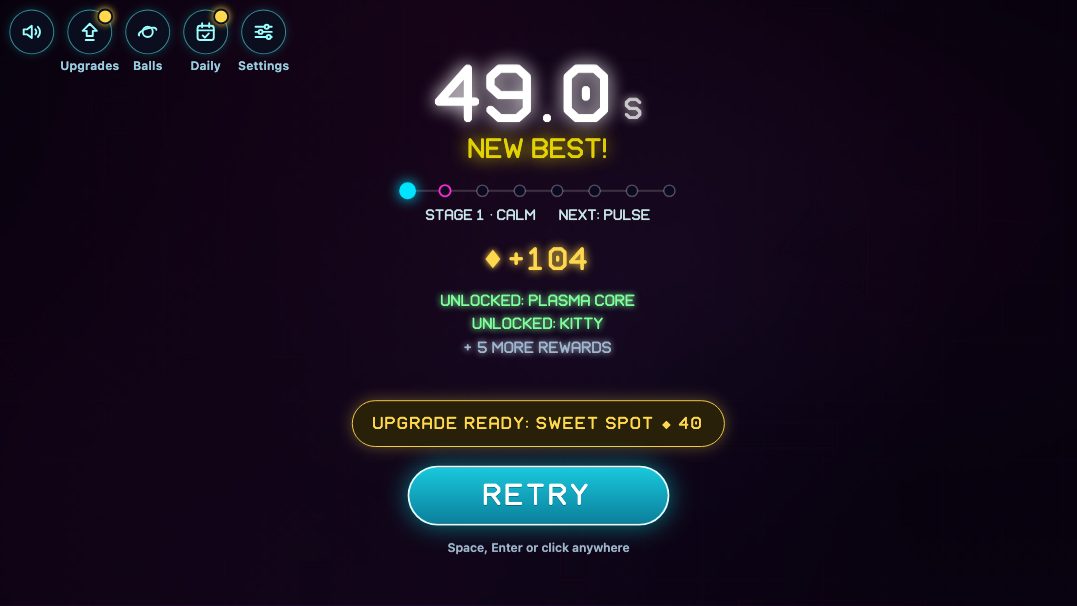 Upgrades Balls Daily Settings
49.0 s
NEW BEST!
STAGE 1 · CALM NEXT: PULSE
+104
UNLOCKED: PLASMA CORE
UNLOCKED: KITTY
+ 5 MORE REWARDS
UPGRADE READY: SWEET SPOT ◆ 40
RETRY
Space, Enter or click anywhere